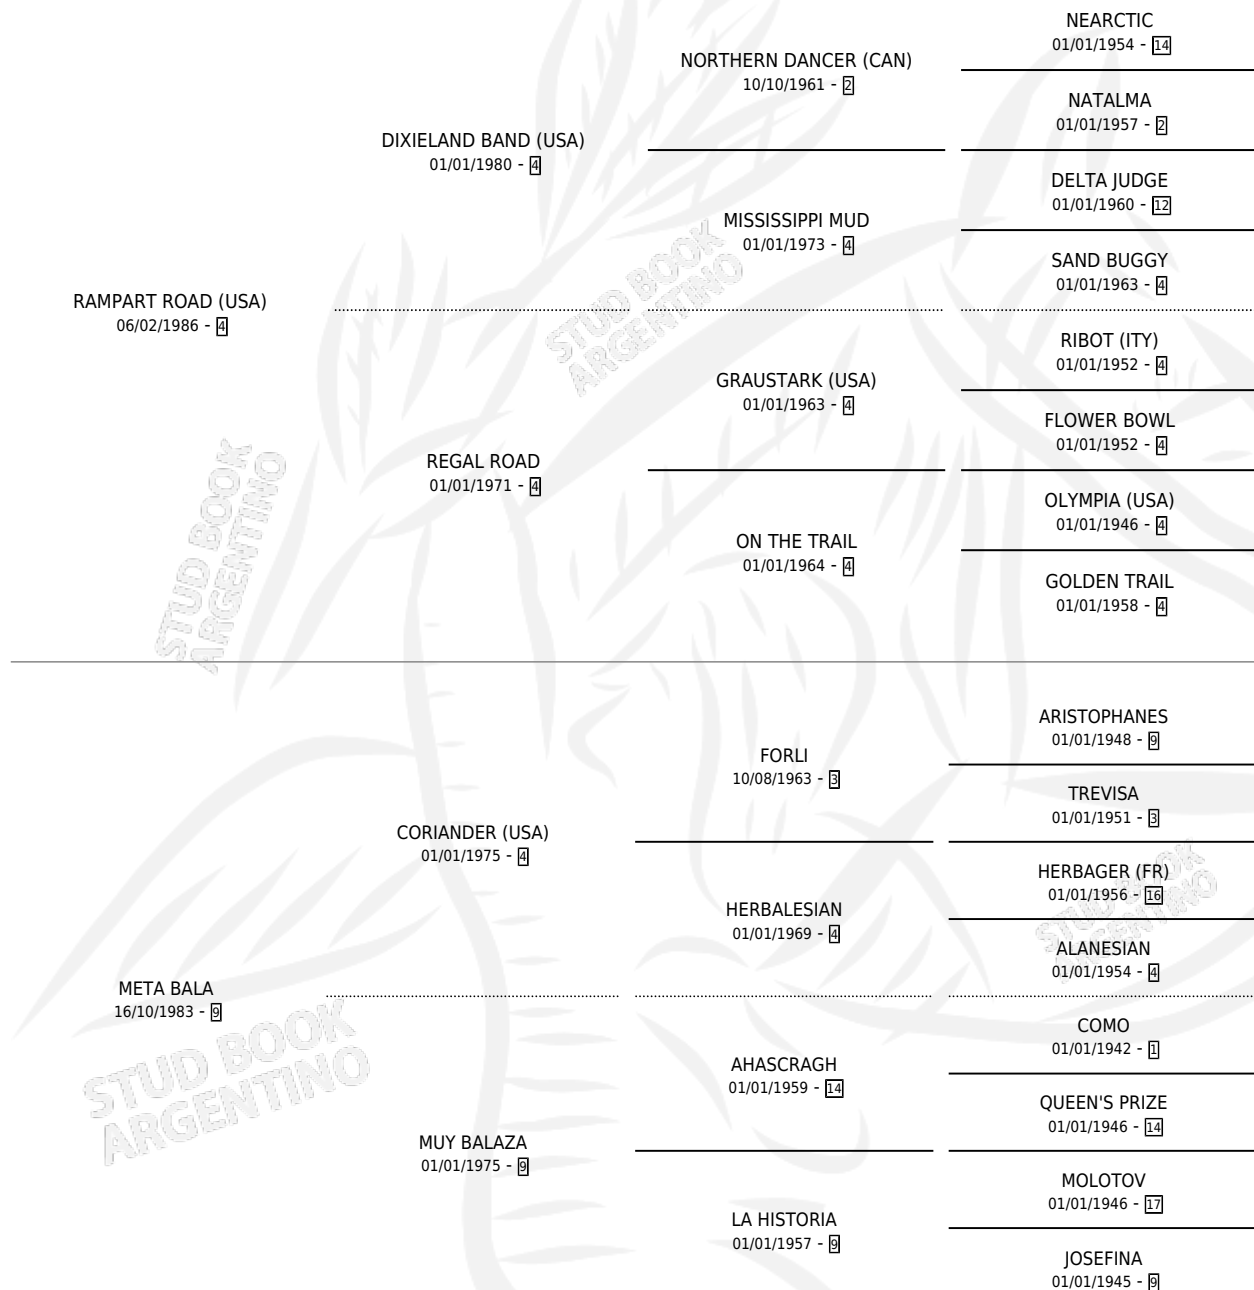 NEARCTIC
01/01/1954 - 14
NORTHERN DANCER (CAN)
10/10/1961 - 2
NATALMA
01/01/1957 - 2
DIXIELAND BAND (USA)
01/01/1980 - 4
DELTA JUDGE
01/01/1960 - 12
MISSISSIPPI MUD
01/01/1973 - 4
SAND BUGGY
01/01/1963 - 4
RAMPART ROAD (USA)
06/02/1986 - 4
STUD BOOK
ARGENTINO
RIBOT (ITY)
01/01/1952 - 4
GRAUSTARK (USA)
01/01/1963 - 4
FLOWER BOWL
01/01/1952 - 4
REGAL ROAD
01/01/1971 - 4
OLYMPIA (USA)
01/01/1946 - 4
ON THE TRAIL
01/01/1964 - 4
GOLDEN TRAIL
01/01/1958 - 4
STUD BOOK
ARGENTINO
ARISTOPHANES
01/01/1948 - 9
FORLI
10/08/1963 - 3
TREVISA
01/01/1951 - 3
CORIANDER (USA)
01/01/1975 - 4
HERBAGER (FR)
01/01/1956 - 16
HERBALESIAN
01/01/1969 - 4
STUD BOOK
ARGENTINO
ALANESIAN
01/01/1954 - 4
META BALA
16/10/1983 - 9
COMO
01/01/1942 - 1
AHASCRAGH
01/01/1959 - 14
QUEEN'S PRIZE
01/01/1946 - 14
STUD BOOK
ARGENTINO
MUY BALAZA
01/01/1975 - 9
MOLOTOV
01/01/1946 - 17
LA HISTORIA
01/01/1957 - 9
JOSEFINA
01/01/1945 - 9